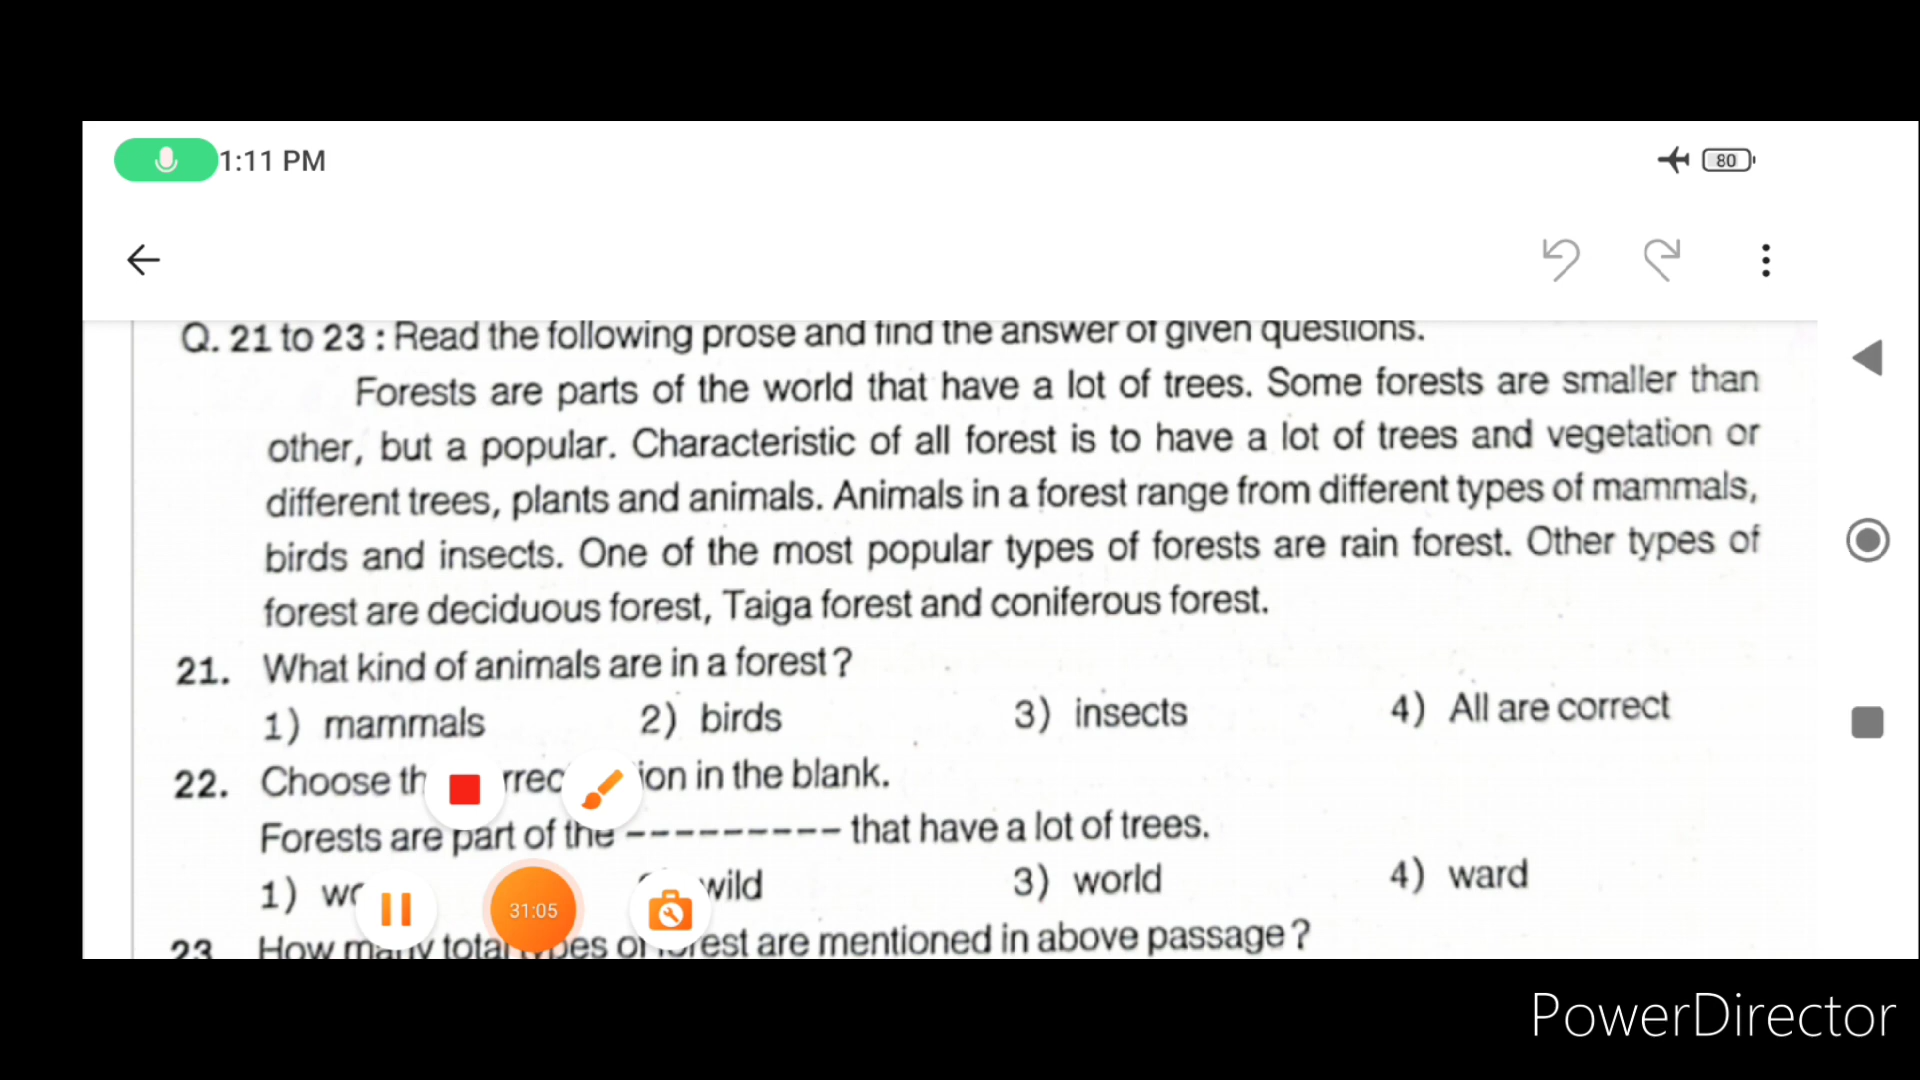 1:11 PM
80
Q. 21 to 23 : Read the following prose and find the answer of given questions.
Forests are parts of the world that have a lot of trees. Some forests are smaller than
other, but a popular. Characteristic of all forest is to have a lot of trees and vegetation or
different trees, plants and animals. Animals in a forest range from different types of mammals,
birds and insects. One of the most popular types of forests are rain forest. Other types of
forest are deciduous forest, Taiga forest and coniferous forest.
21. What kind of animals are in a forest ?
1) mammals 2) birds 3) insects 4) All are correct
22. Choose in the blank.
Forests are part of the --------- that have a lot of trees.
1) wild 3) world 4) ward
31:05
23 How many total are mentioned in above passage ?
PowerDirector